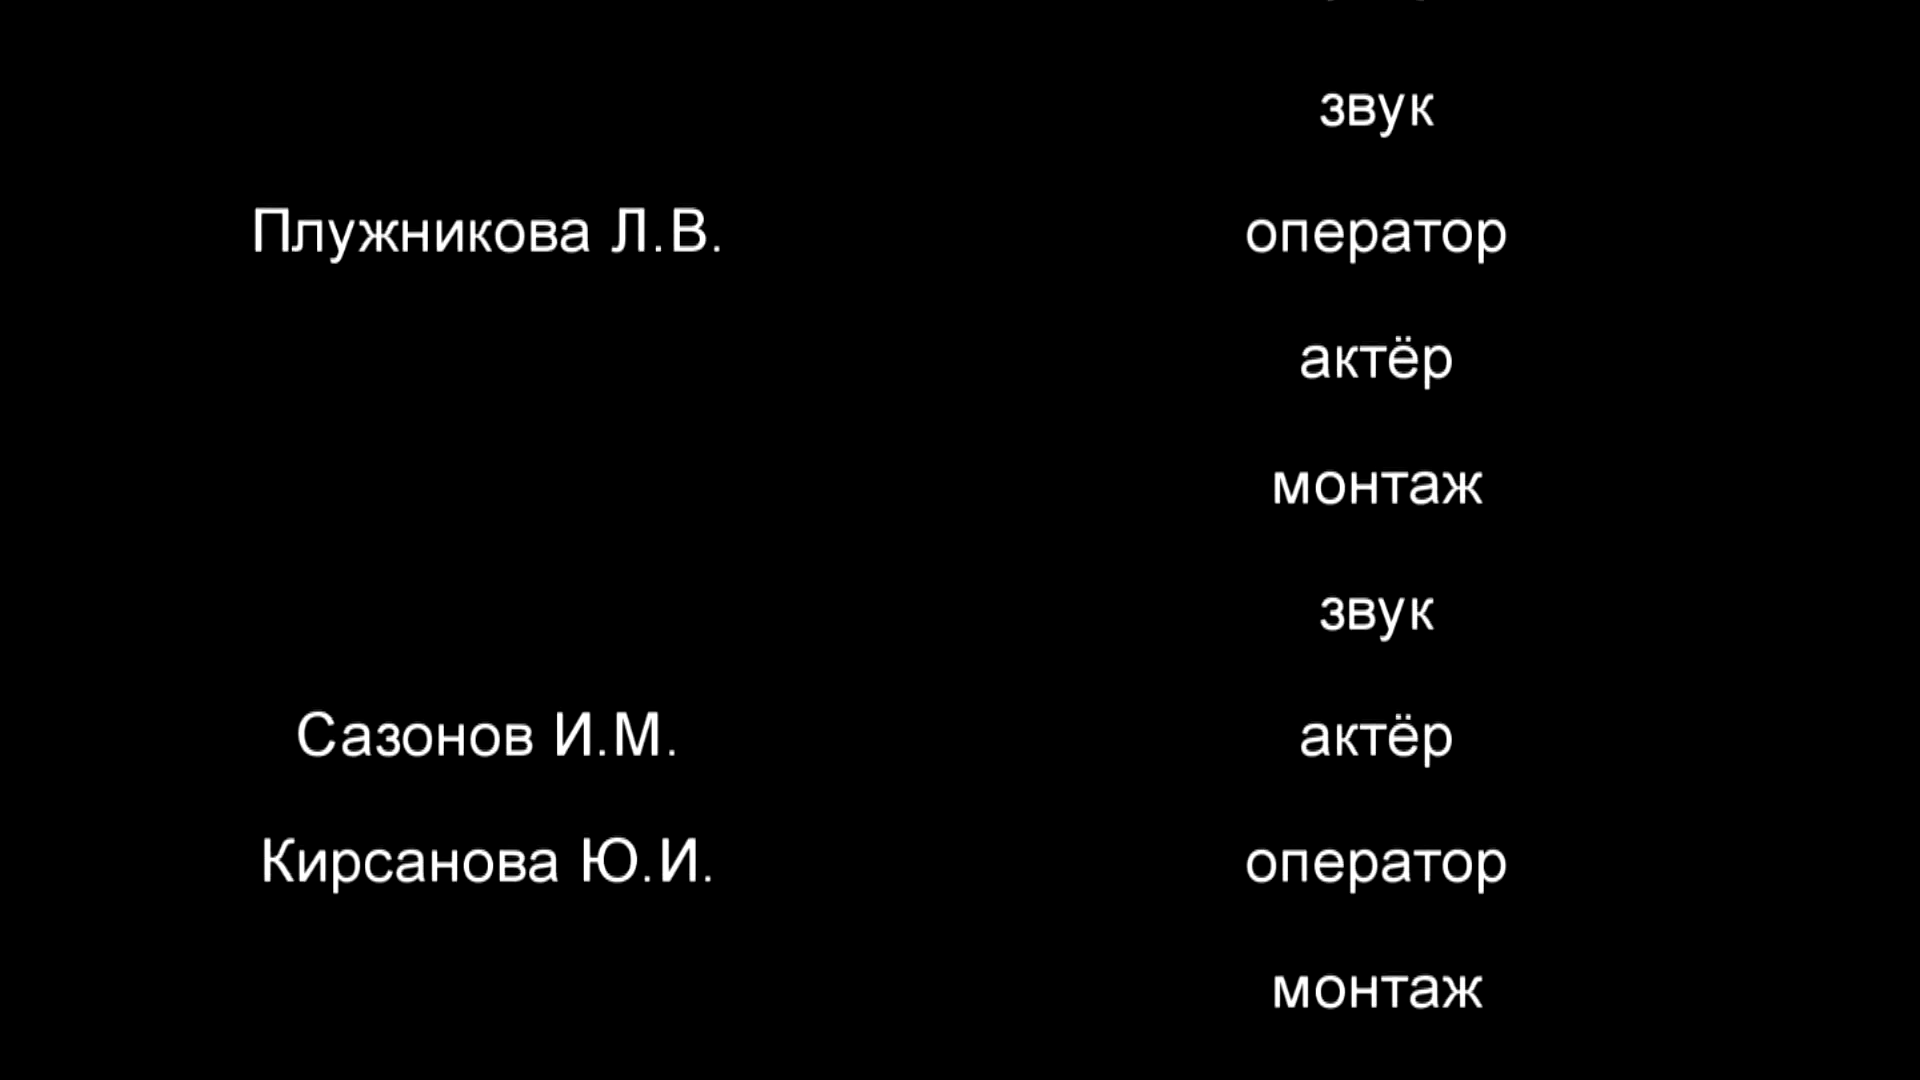 звук
Плужникова Л.В. оператор
актёр
монтаж
звук
Сазонов И.М. актёр
Кирсанова Ю.И. оператор
монтаж